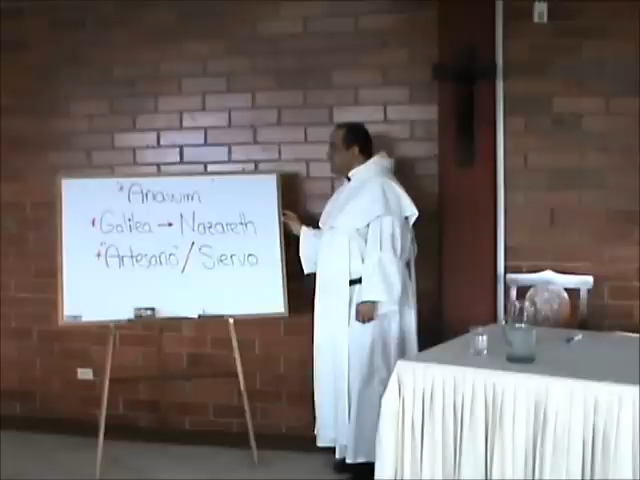 * Anawim
* Galilea → Nazareth
* "Artesano" / Siervo